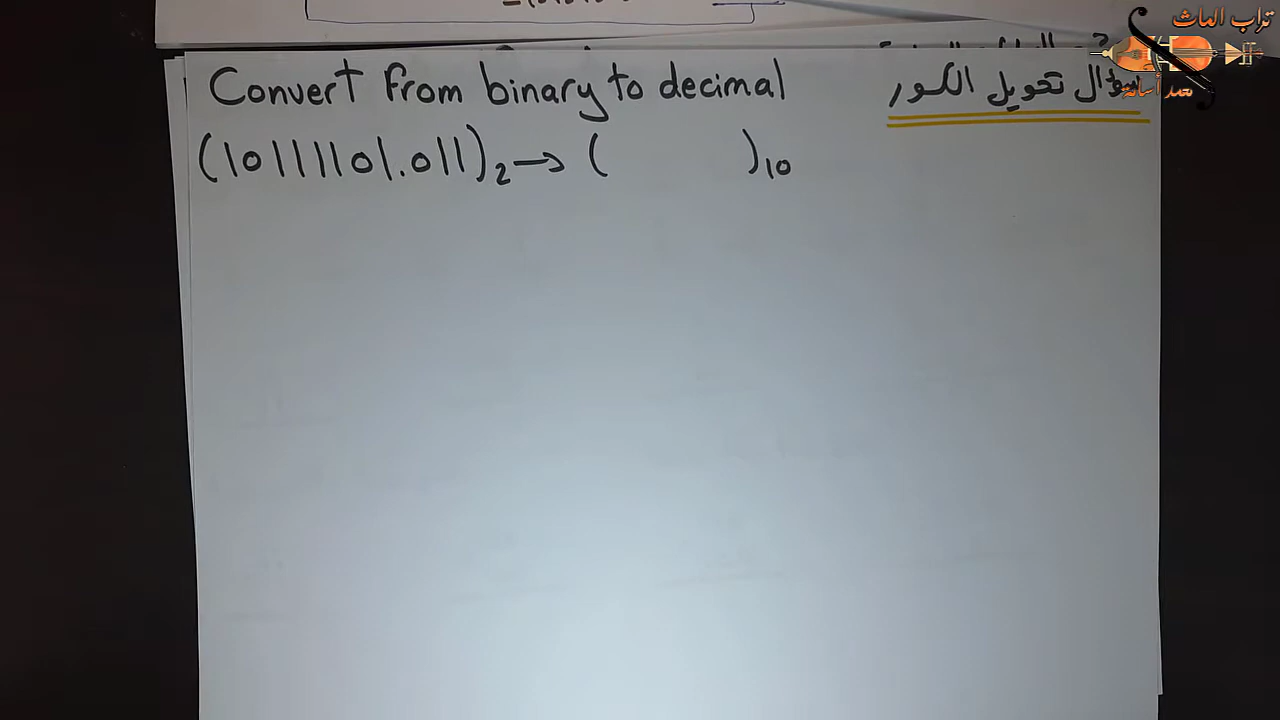 تراب الماث
Convert from binary to decimal
سؤال تحويل الكسور
(10111101.011)₂ → ( )₁₀